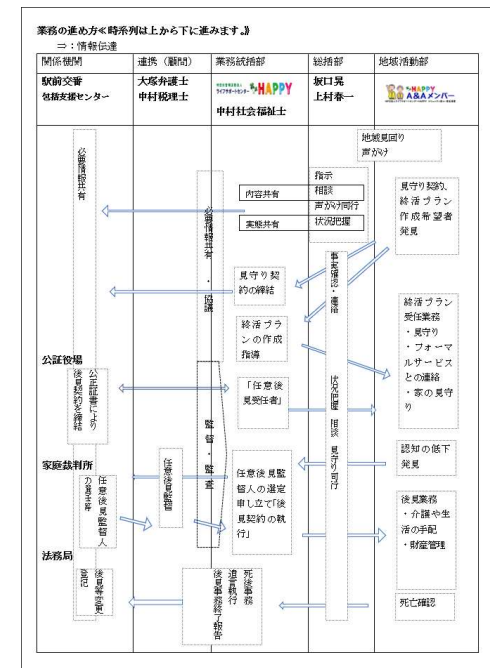 業務の進め方≪時系列は上から下に進みます。》
⇒：情報伝達
関係機関
連携（顧問）
業務統括部
総括部
地域活動部
駅前交番
包括支援センター
大塚弁護士
中村税理士
HAPPY
中村社会福祉士
坂口晃
上村春一
HAPPY
A&Aメンバー
地域見回り
声がけ
必要情報共有
必要情報共有・協議
内容共有
実態共有
指示
相談
声がけ同行
状況把握
見守り契約、
終活プラン
作成希望者
発見
事実確認・連絡
見守り契
約の締結
終活プラ
ンの作成
指導
終活プラン
受任業務
・見守り
・フォーマ
ルサービス
との連絡
・家の見守
り
公証役場
公正証書により
後見契約を締結
「任意後
見受任者」
監督・監査
状況把握 相談 見守り同行
認知の低下
発見
家庭裁判所
任意後見監督人
任意後見監督
任意後見監
督人の選定
申し立て「後
見契約の執
行」
後見業務
・介護や生
活の手配
・財産管理
法務局
後見等変更
登記
死後事務
遺言執行
後見事務終了報告
死亡確認